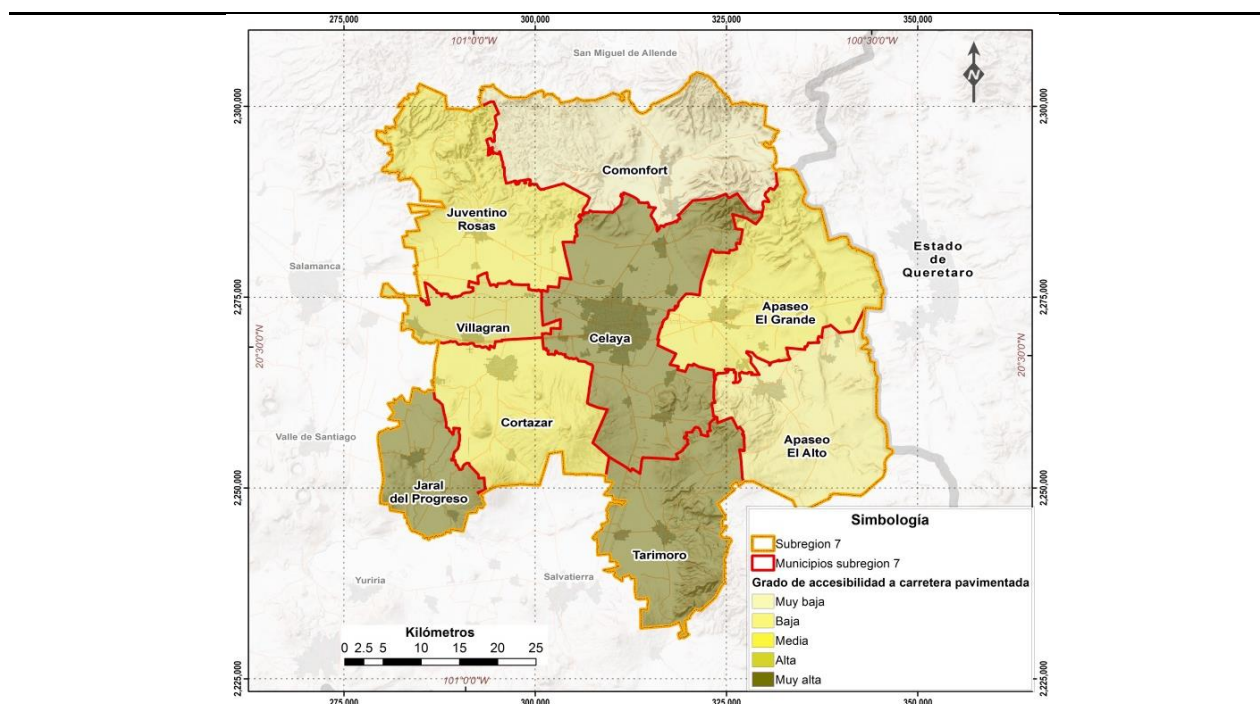 275,000 300,000 325,000 350,000
101°0'0"W 100°30'0"W
San Miguel de Allende
N
2,300,000 2,300,000
Comonfort
Juventino
Rosas
Estado
de
Queretaro
Salamanca
2,275,000 2,275,000
Apaseo
El Grande
Villagran
Celaya
20°30'0"N 20°30'0"N
Cortazar
Valle de Santiago
Apaseo
El Alto
Jaral
del Progreso
2,250,000 2,250,000
Tarimoro
Yuriria
Salvatierra
Simbología
Subregion 7
Municipios subregion 7
Grado de accesibilidad a carretera pavimentada
Muy baja
Baja
Media
Alta
Muy alta
Kilómetros
0 2.5 5 10 15 20 25
101°0'0"W
2,225,000 2,225,000
275,000 300,000 325,000 350,000